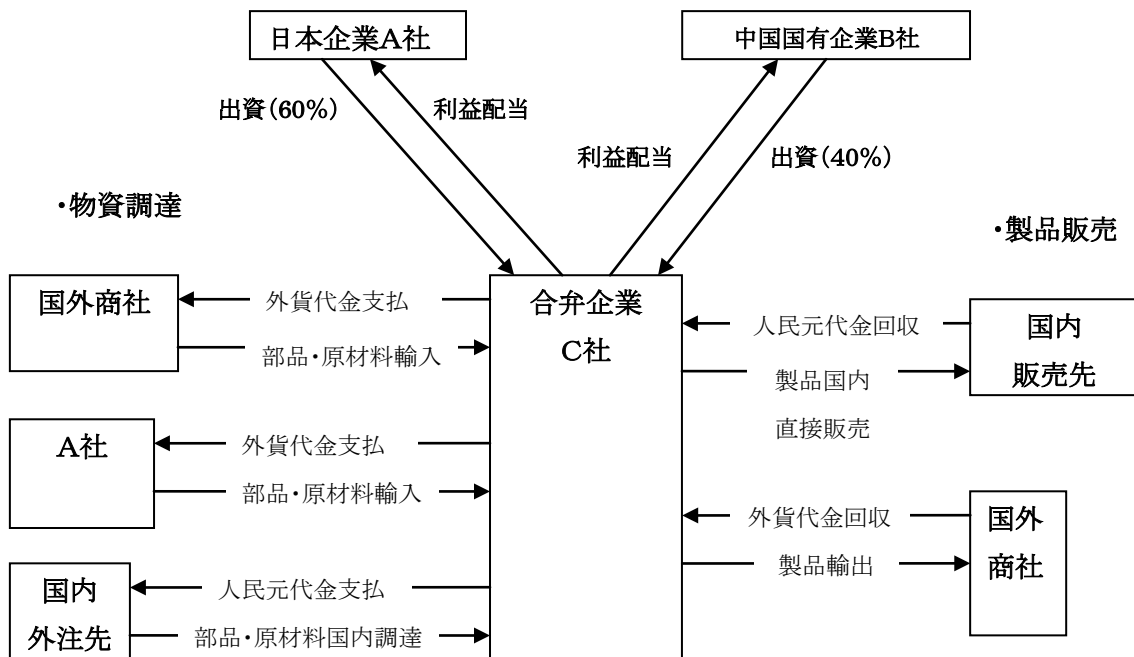 日本企業A社
中国国有企業B社
出資(60%)
利益配当
利益配当
出資(40%)
・物資調達
・製品販売
国外商社
外貨代金支払
部品・原材料輸入
合弁企業
C社
人民元代金回収
製品国内
直接販売
国内
販売先
A社
外貨代金支払
部品・原材料輸入
外貨代金回収
製品輸出
国外
商社
国内
外注先
人民元代金支払
部品・原材料国内調達